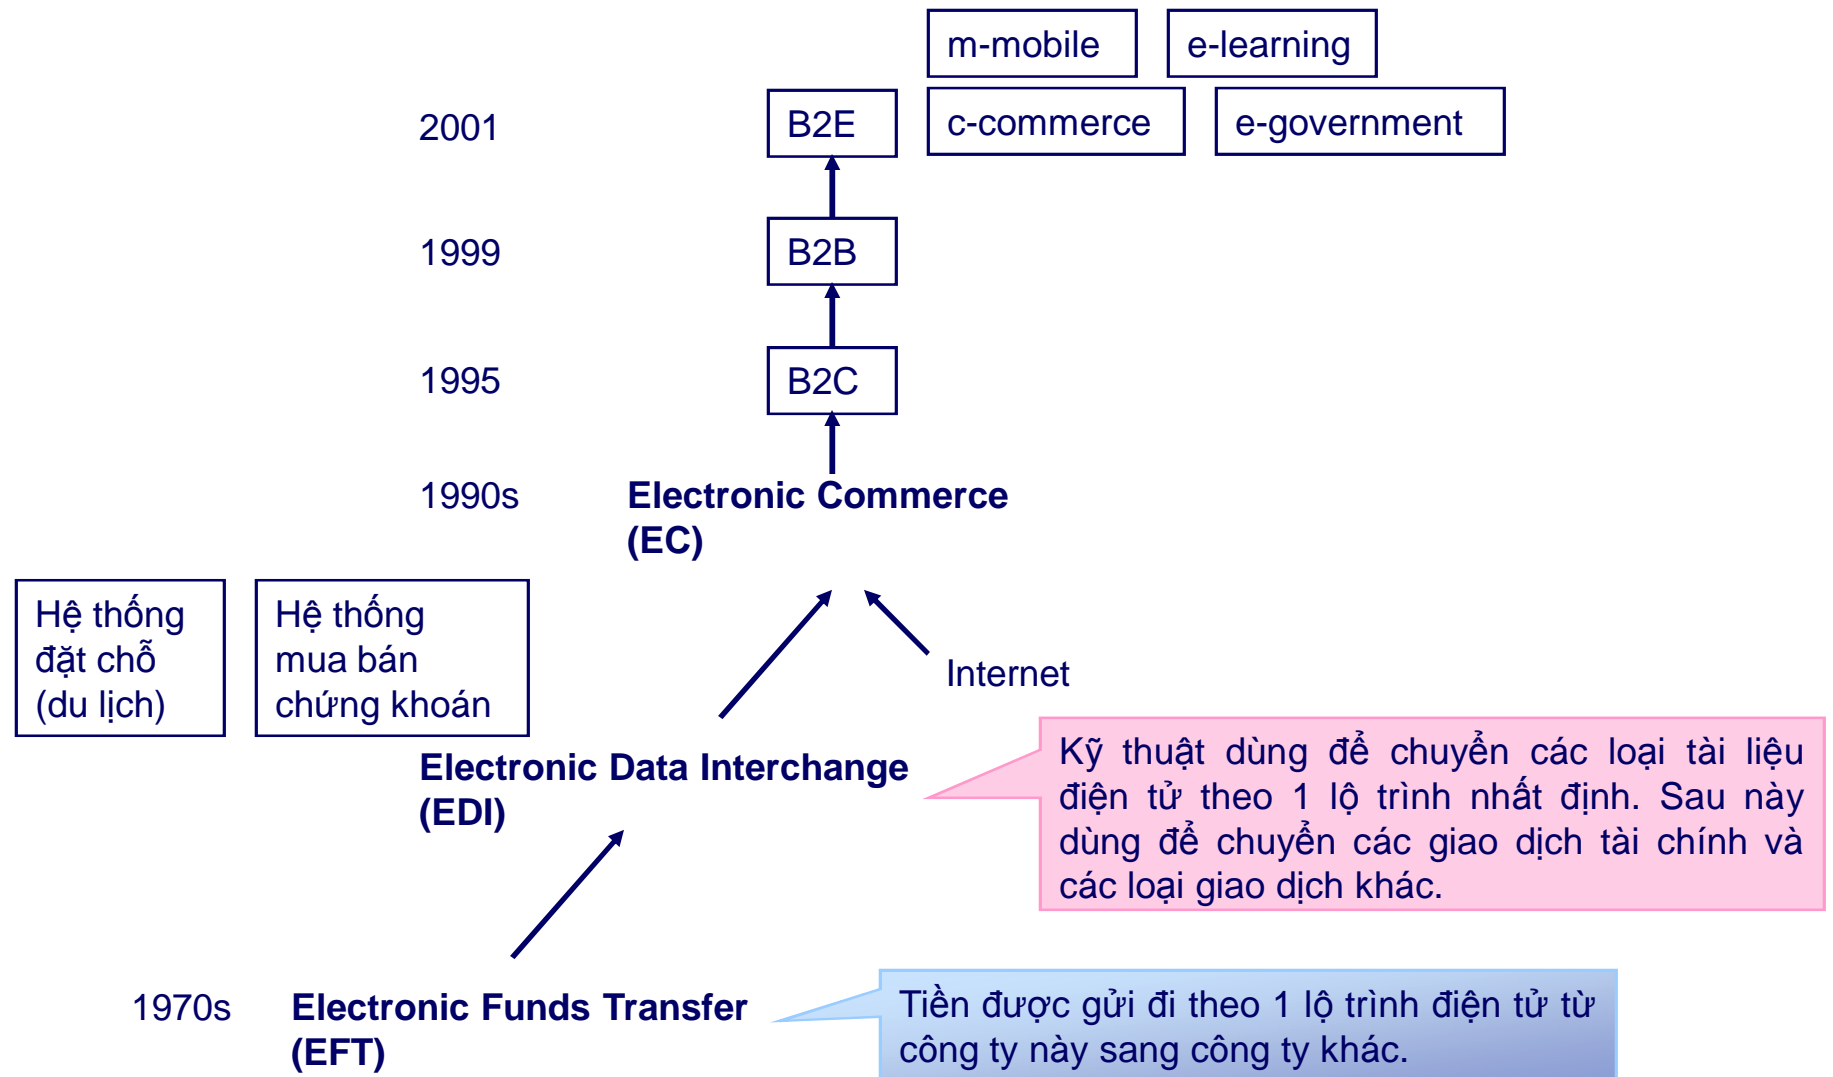 m-mobile
e-learning
2001
B2E
c-commerce
e-government
1999
B2B
1995
B2C
1990s
Electronic Commerce
(EC)
Hệ thống
đặt chỗ
(du lịch)
Hệ thống
mua bán
chứng khoán
Internet
Electronic Data Interchange
(EDI)
Kỹ thuật dùng để chuyển các loại tài liệu
điện tử theo 1 lộ trình nhất định. Sau này
dùng để chuyển các giao dịch tài chính và
các loại giao dịch khác.
1970s
Electronic Funds Transfer
(EFT)
Tiền được gửi đi theo 1 lộ trình điện tử từ
công ty này sang công ty khác.